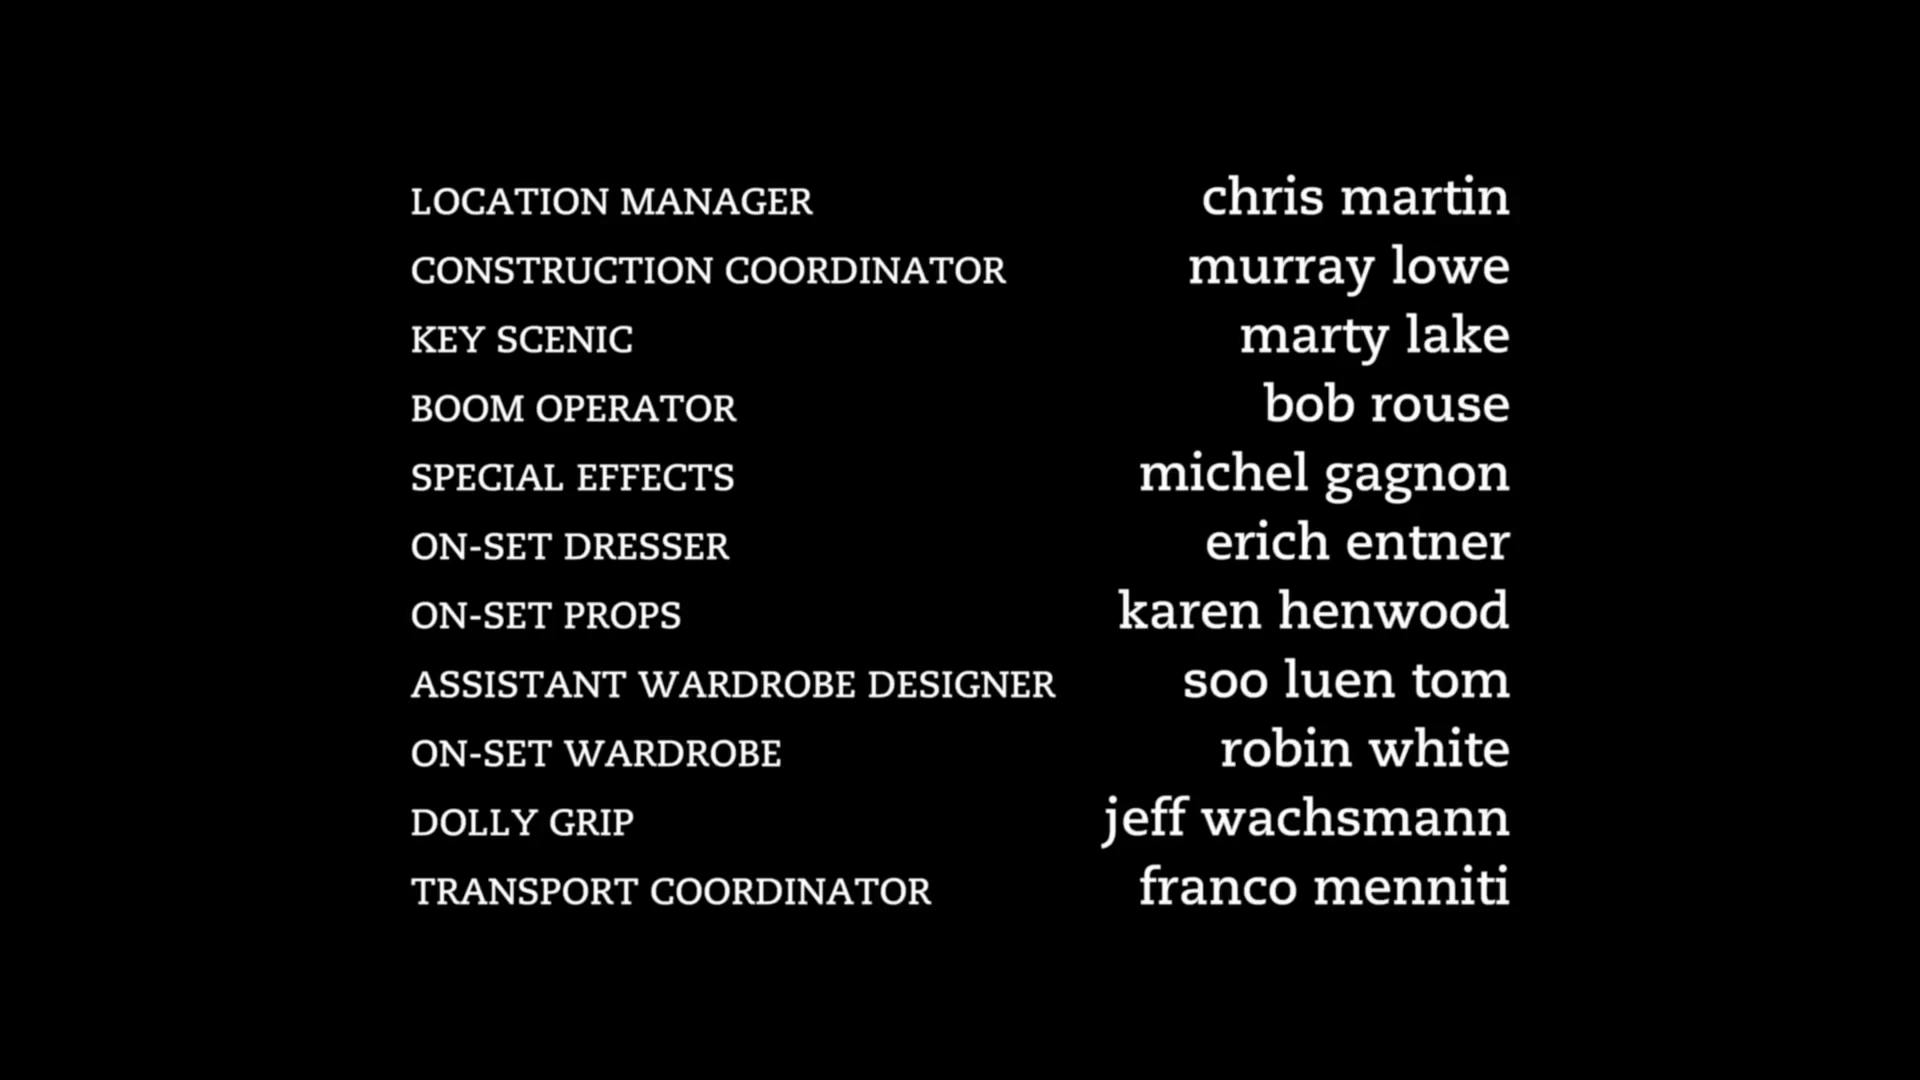 LOCATION MANAGER chris martin
CONSTRUCTION COORDINATOR murray lowe
KEY SCENIC marty lake
BOOM OPERATOR bob rouse
SPECIAL EFFECTS michel gagnon
ON-SET DRESSER erich entner
ON-SET PROPS karen henwood
ASSISTANT WARDROBE DESIGNER soo luen tom
ON-SET WARDROBE robin white
DOLLY GRIP jeff wachsmann
TRANSPORT COORDINATOR franco menniti